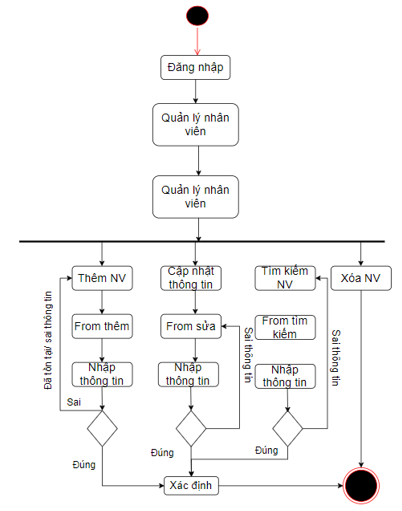 Đăng nhập
Quản lý nhân
viên
Quản lý nhân
viên
Thêm NV
Cập nhật
thông tin
Tìm kiếm
NV
Xóa NV
Đã tồn tại/ sai thông tin
From thêm
From sửa
From tìm
kiếm
Sai thông tin
Sai thông tin
Nhập
thông tin
Nhập
thông tin
Nhập
thông tin
Sai
Đúng
Đúng
Đúng
Xác định